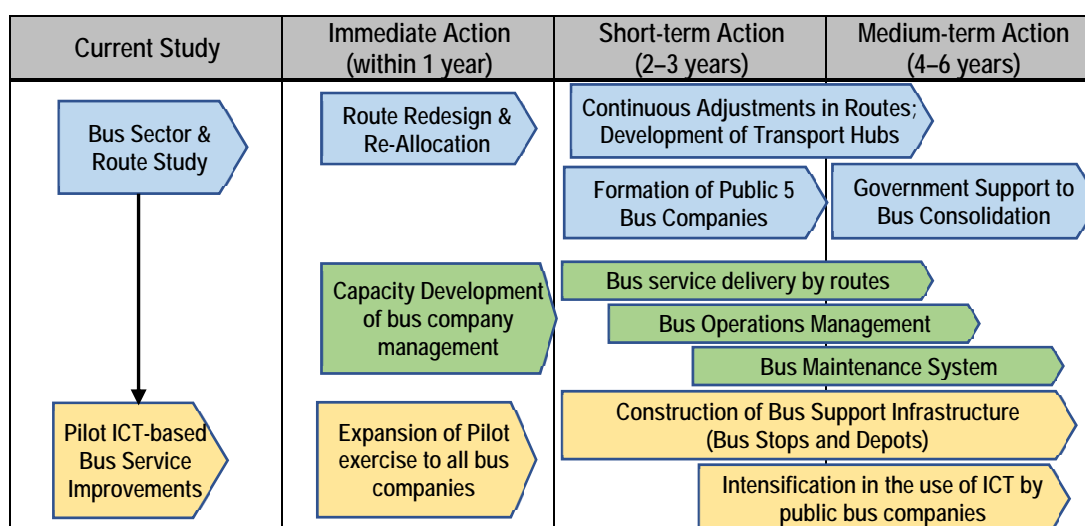 Current Study
Immediate Action
(within 1 year)
Short-term Action
(2–3 years)
Medium-term Action
(4–6 years)
Bus Sector &
Route Study
Route Redesign &
Re-Allocation
Continuous Adjustments in Routes;
Development of Transport Hubs
Formation of Public 5
Bus Companies
Government Support to
Bus Consolidation
Capacity Development
of bus company
management
Bus service delivery by routes
Bus Operations Management
Bus Maintenance System
Pilot ICT-based
Bus Service
Improvements
Expansion of Pilot
exercise to all bus
companies
Construction of Bus Support Infrastructure
(Bus Stops and Depots)
Intensification in the use of ICT by
public bus companies